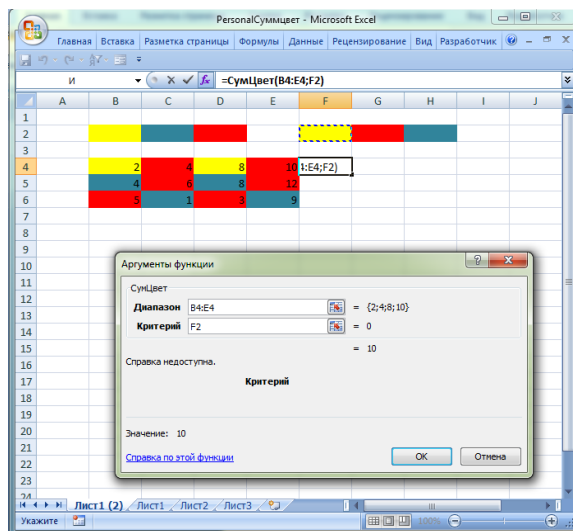 PersonalСуммцвет - Microsoft Excel
Главная Вставка Разметка страницы Формулы Данные Рецензирование Вид Разработчик
И fx =СумЦвет(B4:E4;F2)
A B C D E F G H I J
1
2
3
4 2 4 8 10 4:E4;F2)
5 4 6 8 12
6 5 1 3 9
7
8
9
10
11
12
13
14
15
16
17
18
19
20
21
22
23
24
Аргументы функции
СумЦвет
Диапазон B4:E4 = {2;4;8;10}
Критерий F2 = 0
= 10
Справка недоступна.
Критерий
Значение: 10
Справка по этой функции
ОК Отмена
Лист1 (2) Лист1 Лист2 Лист3
Укажите 100%